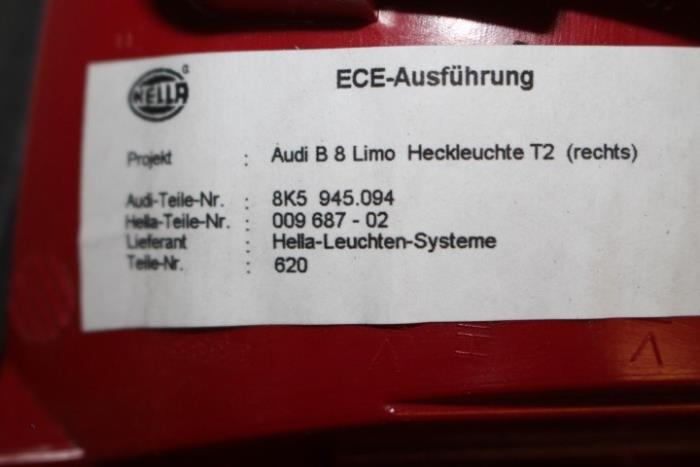 HELLA
ECE-Ausführung
Projekt : Audi B 8 Limo Heckleuchte T2 (rechts)
Audi-Teile-Nr. : 8K5 945.094
Hella-Teile-Nr. : 009 687 - 02
Lieferant : Hella-Leuchten-Systeme
Teile-Nr. : 620